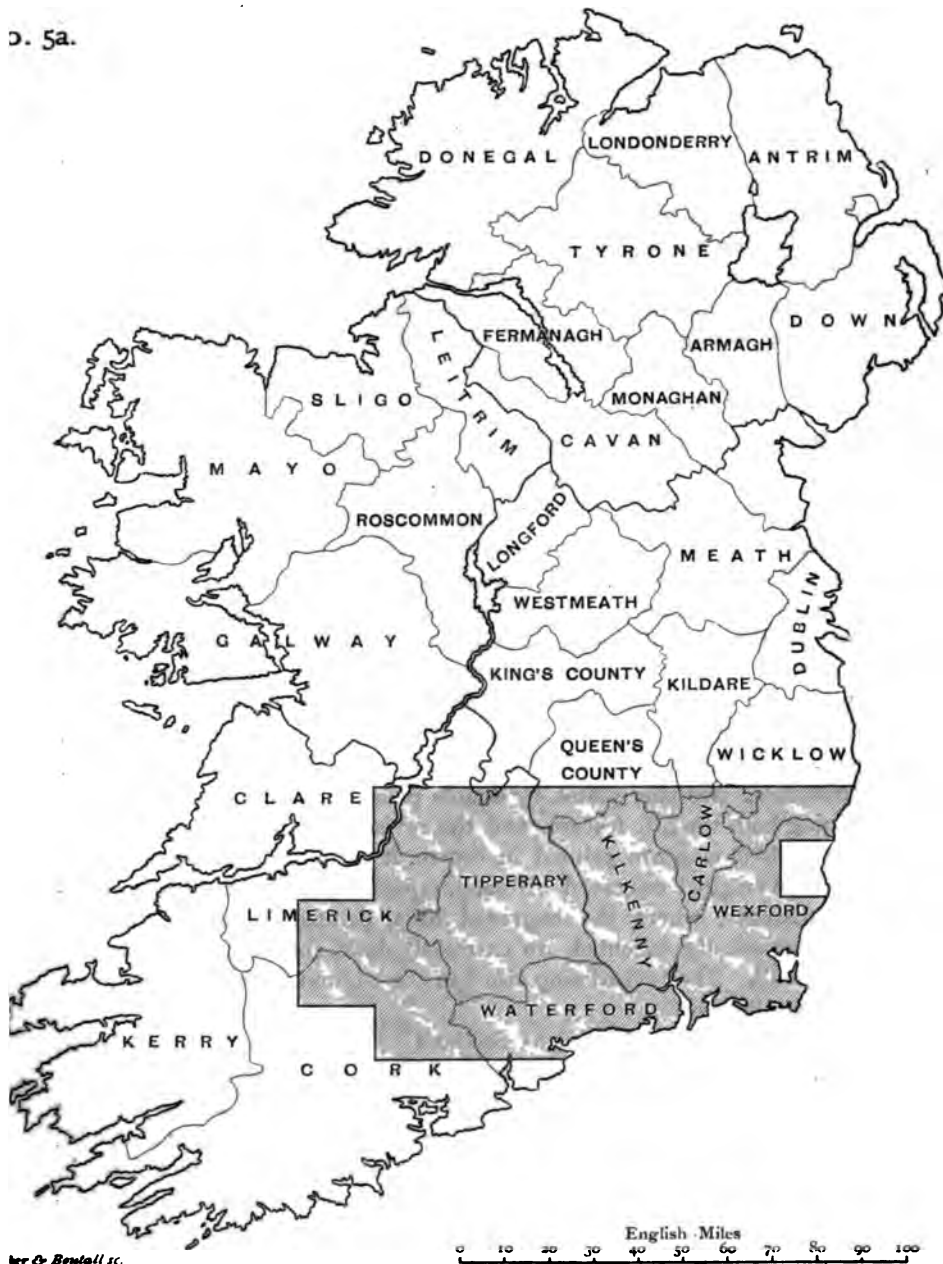 o. 5a.
DONEGAL
LONDONDERRY
ANTRIM
TYRONE
FERMANAGH
ARMAGH
DOWN
MONAGHAN
LEITRIM
SLIGO
CAVAN
MAYO
ROSCOMMON
LONGFORD
MEATH
WESTMEATH
DUBLIN
GALWAY
KING'S COUNTY
KILDARE
QUEEN'S
COUNTY
WICKLOW
CLARE
KILKENNY
CARLOW
TIPPERARY
WEXFORD
LIMERICK
WATERFORD
KERRY
CORK
English Miles
0 10 20 30 40 50 60 70 80 90 100
& Boutall sc.